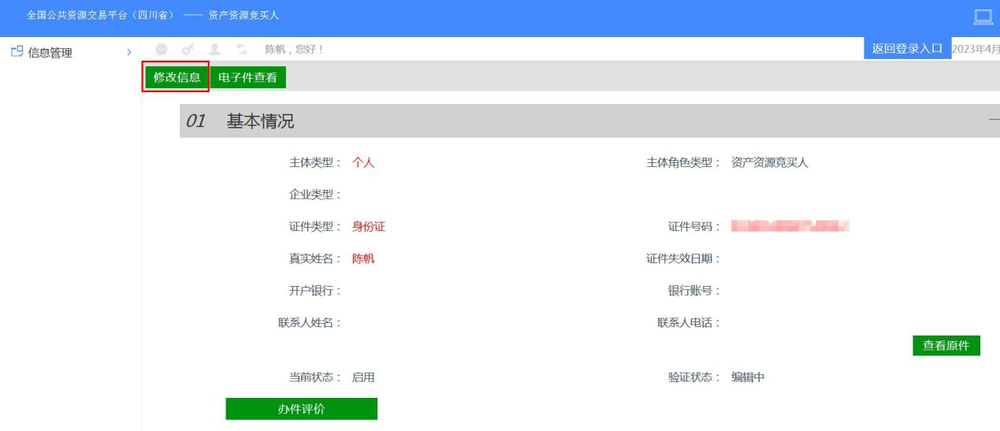 全国公共资源交易平台（四川省） —— 资产资源竞买人
信息管理
陈帆，您好！
返回登录入口
2023年4月
修改信息
电子件查看
01 基本情况
主体类型： 个人
主体角色类型： 资产资源竞买人
企业类型：
证件类型： 身份证
证件号码：
真实姓名： 陈帆
证件失效日期：
开户银行：
银行账号：
联系人姓名：
联系人电话：
查看原件
当前状态： 启用
验证状态： 编辑中
办件评价